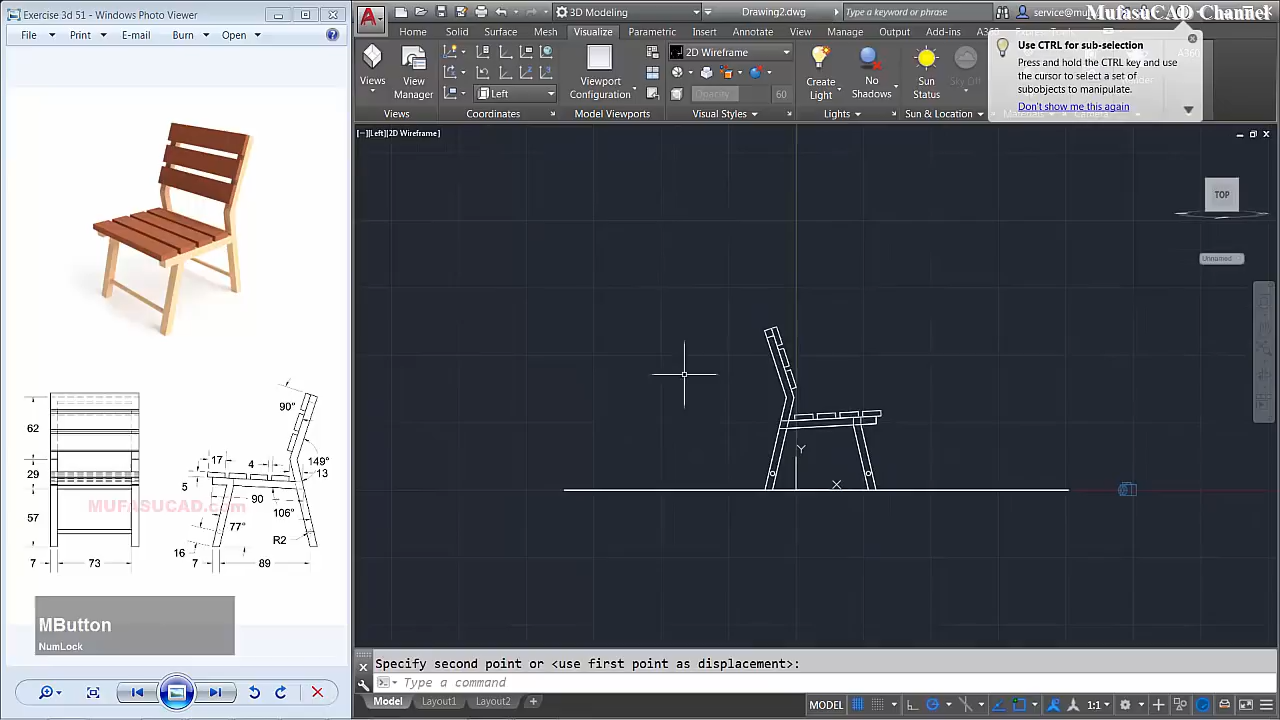 Exercise 3d 51 - Windows Photo Viewer
File
Print
E-mail
Burn
Open
3D Modeling
Drawing2.dwg
Type a keyword or phrase
MufasuCAD Channel
Home
Solid
Surface
Mesh
Visualize
Parametric
Insert
Annotate
View
Manage
Output
Add-ins
A360
Use CTRL for sub-selection
Press and hold the CTRL key and use
the cursor to select a set of
subobjects to manipulate.
Don't show me this again
Views
View
Manager
Left
Viewport
Configuration
2D Wireframe
Opacity
60
Create
Light
No
Shadows
Sun
Status
Views
Coordinates
Model Viewports
Visual Styles
Lights
Sun & Location
[−][Left][2D Wireframe]
TOP
Unnamed
Y
X
90°
62
17
4
149°
13
29
5
90
106°
MUFASUCAD.COM
57
77°
R2
16
7
73
7
89
MButton
NumLock
Specify second point or <use first point as displacement>:
Type a command
Model
Layout1
Layout2
MODEL
1:1